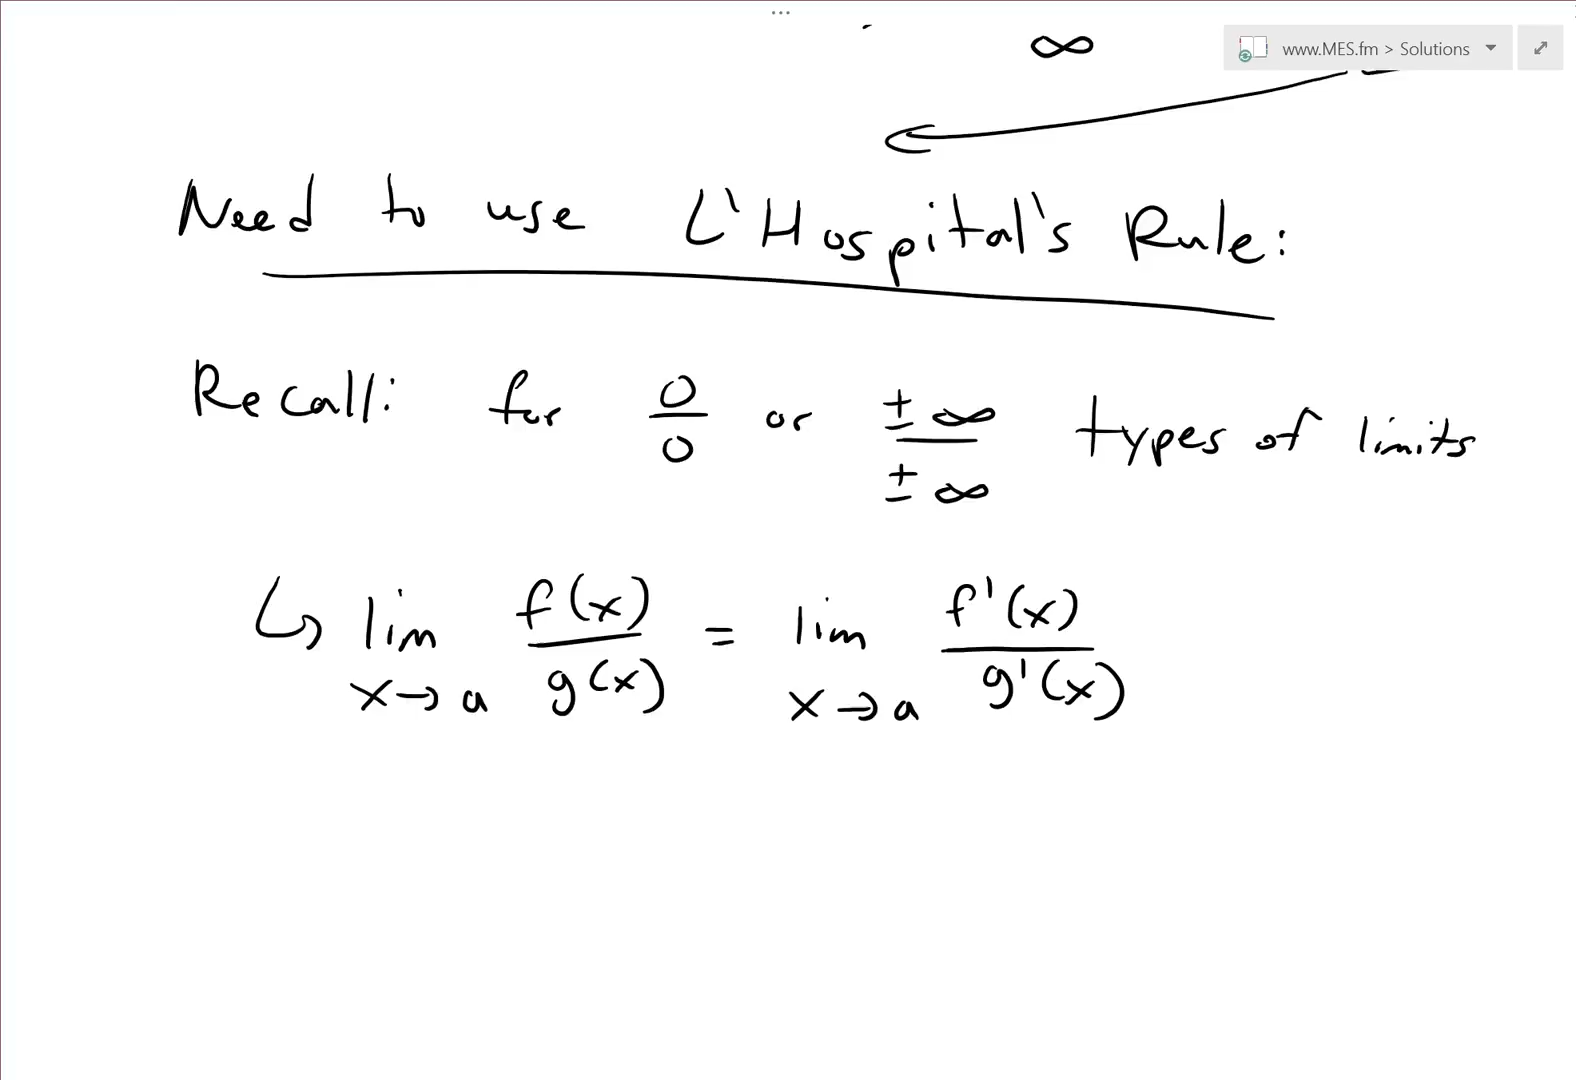 ∞
www.MES.fm > Solutions
Need to use L'Hospital's Rule:
Recall: for 0/0 or ±∞/±∞ types of limits
↳ lim x→a f(x)/g(x) = lim x→a f'(x)/g'(x)